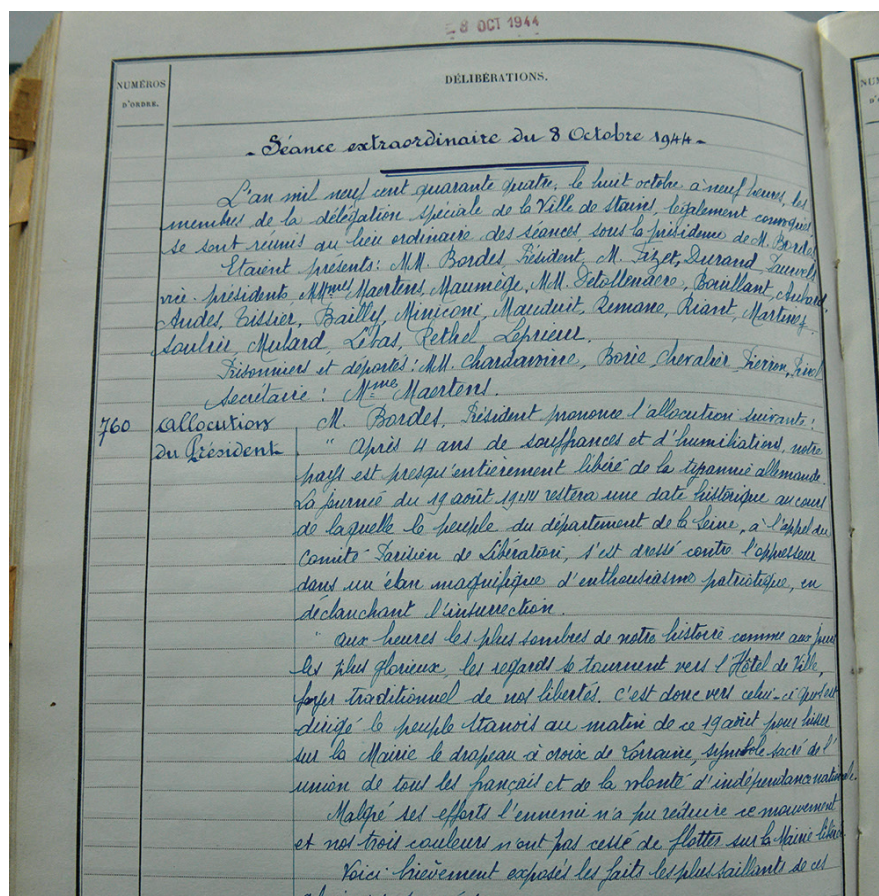 8 OCT 1944
NUMÉROS
D'ORDRE.
DÉLIBÉRATIONS.
- Séance extraordinaire du 8 Octobre 1944 -
L'an mil neuf cent quarante quatre, le huit octobre à neuf heures, les
membres de la délégation spéciale de la Ville de Stains, légalement convoqués,
se sont réunis au lieu ordinaire des séances, sous la présidence de M. Bordes
Etaient présents: MM. Bordes, Président, M. Fizet, Durand,
vice-présidents, MMmes Maertens, Maumège, MM. Detollenaere, Bouillant, Aubard,
Andes, Tissier, Bailly, Miniconi, Mauduit, Remane, Riant, Martinez,
Soulrié, Mulard, Lebas, Rethel, Leprieur.
Prisonniers et déportés: MM. Chardavoine, Borie, Chevalier, Pierron,
Secrétaire: Mme Maertens.
760 Allocution M. Bordes, Président prononce l'allocution suivante:
du Président. " Après 4 ans de souffrances et d'humiliations, notre
pays est presqu'entièrement libéré de la tyrannie allemande.
La journée du 19 août 1944 restera une date historique au cours
de laquelle le peuple du département de la Seine, à l'appel du
Comité Parisien de Libération, s'est dressé contre l'oppresseur
dans un élan magnifique d'enthousiasme patriotique, en
déclanchant l'insurrection.
" Aux heures les plus sombres de notre histoire comme aux jours
les plus glorieux, les regards se tournent vers l'Hôtel de Ville,
foyer traditionnel de nos libertés. C'est donc vers celui-ci que s'est
dirigé le peuple Stanois au matin de ce 19 août pour hisser
sur la Mairie le drapeau à croix de Lorraine, symbole sacré de l'
union de tous les français et de la volonté d'indépendance nationale.
Malgré ses efforts l'ennemi n'a pu réduire ce mouvement
et nos trois couleurs n'ont pas cessé de flotter sur la Mairie libérée.
Voici brièvement exposés les faits les plus saillants de ces